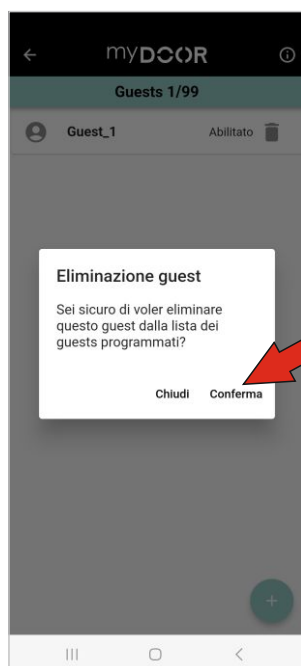 myDOOR
Guests 1/99
Guest_1 Abilitato
Eliminazione guest
Sei sicuro di voler eliminare
questo guest dalla lista dei
guests programmati?
Chiudi Conferma